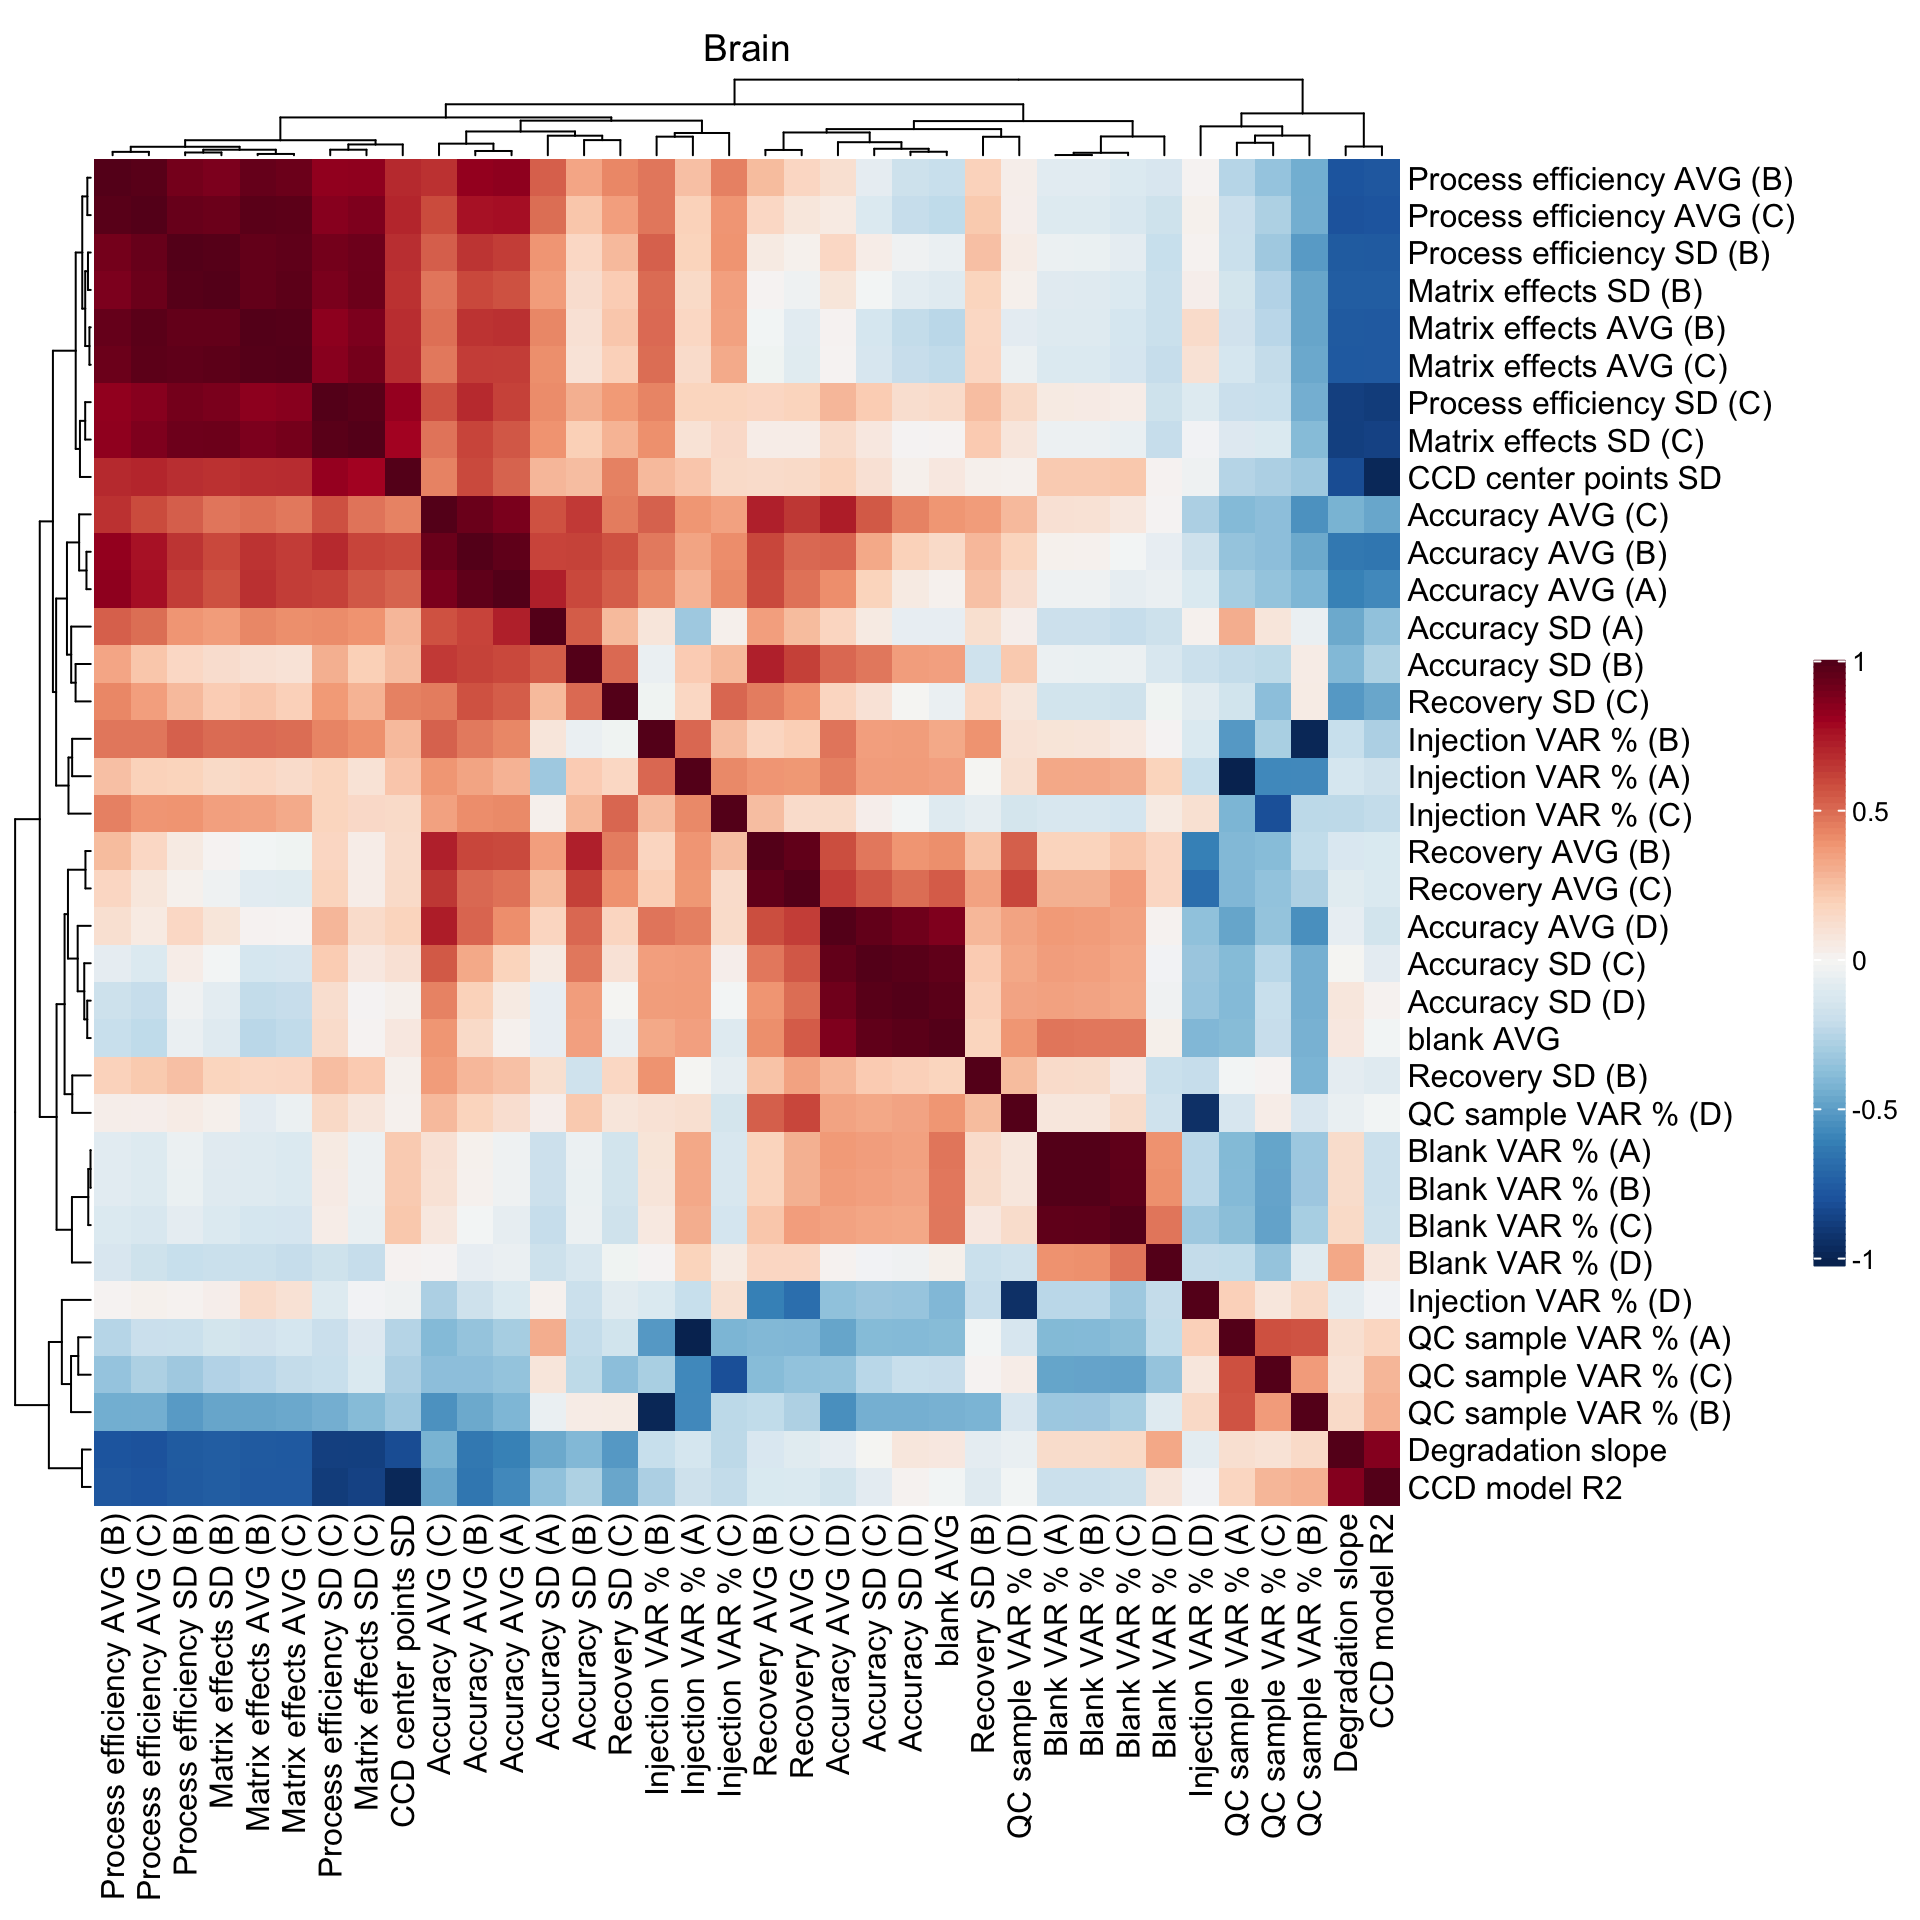 Brain
Process efficiency AVG (B)
Process efficiency AVG (C)
Process efficiency SD (B)
Matrix effects SD (B)
Matrix effects AVG (B)
Matrix effects AVG (C)
Process efficiency SD (C)
Matrix effects SD (C)
CCD center points SD
Accuracy AVG (C)
Accuracy AVG (B)
Accuracy AVG (A)
Accuracy SD (A)
Accuracy SD (B)
Recovery SD (C)
Injection VAR % (B)
Injection VAR % (A)
Injection VAR % (C)
Recovery AVG (B)
Recovery AVG (C)
Accuracy AVG (D)
Accuracy SD (C)
Accuracy SD (D)
blank AVG
Recovery SD (B)
QC sample VAR % (D)
Blank VAR % (A)
Blank VAR % (B)
Blank VAR % (C)
Blank VAR % (D)
Injection VAR % (D)
QC sample VAR % (A)
QC sample VAR % (C)
QC sample VAR % (B)
Degradation slope
CCD model R2
1
0.5
0
-0.5
-1
Process efficiency AVG (B)
Process efficiency AVG (C)
Process efficiency SD (B)
Matrix effects SD (B)
Matrix effects AVG (B)
Matrix effects AVG (C)
Process efficiency SD (C)
Matrix effects SD (C)
CCD center points SD
Accuracy AVG (C)
Accuracy AVG (B)
Accuracy AVG (A)
Accuracy SD (A)
Accuracy SD (B)
Recovery SD (C)
Injection VAR % (B)
Injection VAR % (A)
Injection VAR % (C)
Recovery AVG (B)
Recovery AVG (C)
Accuracy AVG (D)
Accuracy SD (C)
Accuracy SD (D)
blank AVG
Recovery SD (B)
QC sample VAR % (D)
Blank VAR % (A)
Blank VAR % (B)
Blank VAR % (C)
Blank VAR % (D)
Injection VAR % (D)
QC sample VAR % (A)
QC sample VAR % (C)
QC sample VAR % (B)
Degradation slope
CCD model R2